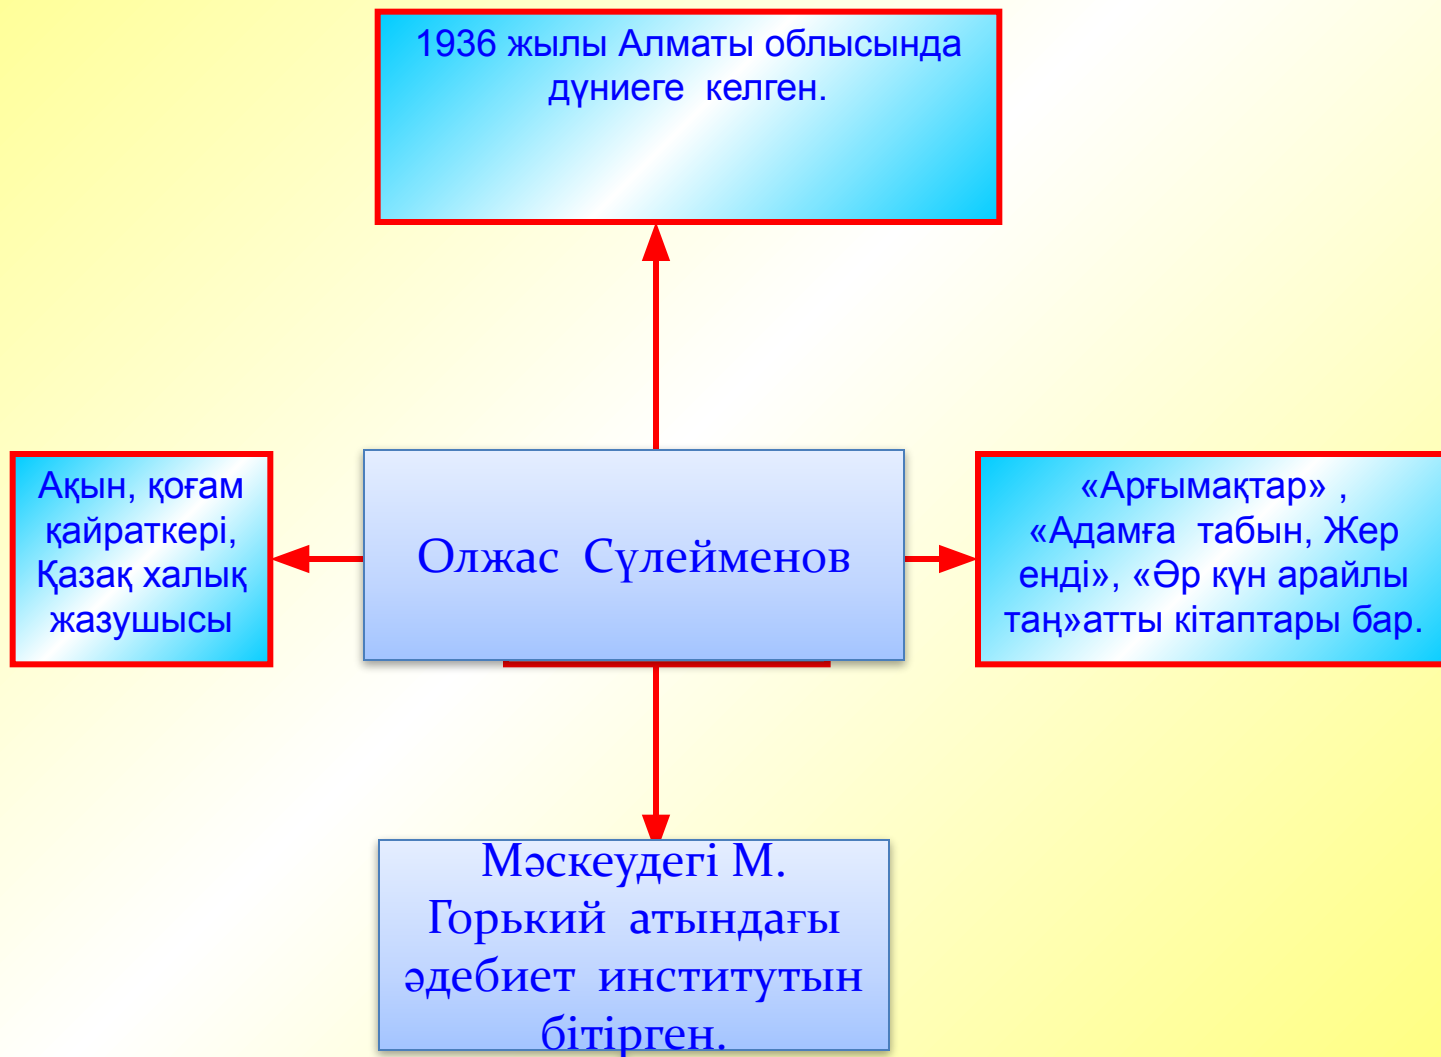 1936 жылы Алматы облысында
дүниеге келген.
Ақын, қоғам
қайраткері,
Қазақ халық
жазушысы
Олжас Сүлейменов
«Арғымақтар» ,
«Адамға табын, Жер
енді», «Әр күн арайлы
таң»атты кітаптары бар.
Мәскеудегі М.
Горький атындағы
әдебиет институтын
бітірген.